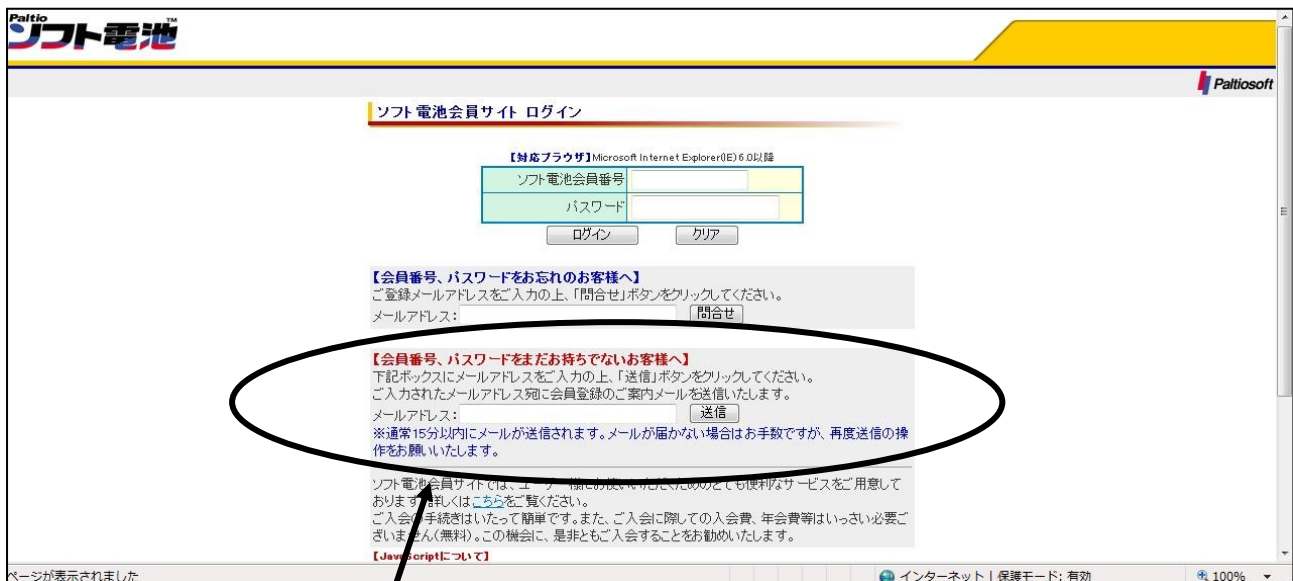 Paltio
ソフト電池™
Paltiosoft
ソフト電池会員サイト ログイン
【対応ブラウザ】Microsoft Internet Explorer(IE)6.0以降
ソフト電池会員番号
パスワード
ログイン クリア
【会員番号、パスワードをお忘れのお客様へ】
ご登録メールアドレスをご入力の上、「問合せ」ボタンをクリックしてください。
メールアドレス: 問合せ
【会員番号、パスワードをまだお持ちでないお客様へ】
下記ボックスにメールアドレスをご入力の上、「送信」ボタンをクリックしてください。
ご入力されたメールアドレス宛に会員登録のご案内メールを送信いたします。
メールアドレス: 送信
※通常15分以内にメールが送信されます。メールが届かない場合はお手数ですが、再度送信の操
作をお願いいたします。
ソフト電池会員サイトでは、ユーザー様にお使いいただくためのとても便利なサービスをご用意して
おります。詳しくはこちらをご覧ください。
ご入会の手続きはいたって簡単です。また、ご入会に際しての入会費、年会費等はいっさい必要ご
ざいません(無料)。この機会に、是非ともご入会することをお勧めいたします。
【JavaScriptについて】
ページが表示されました インターネット | 保護モード: 有効 100%